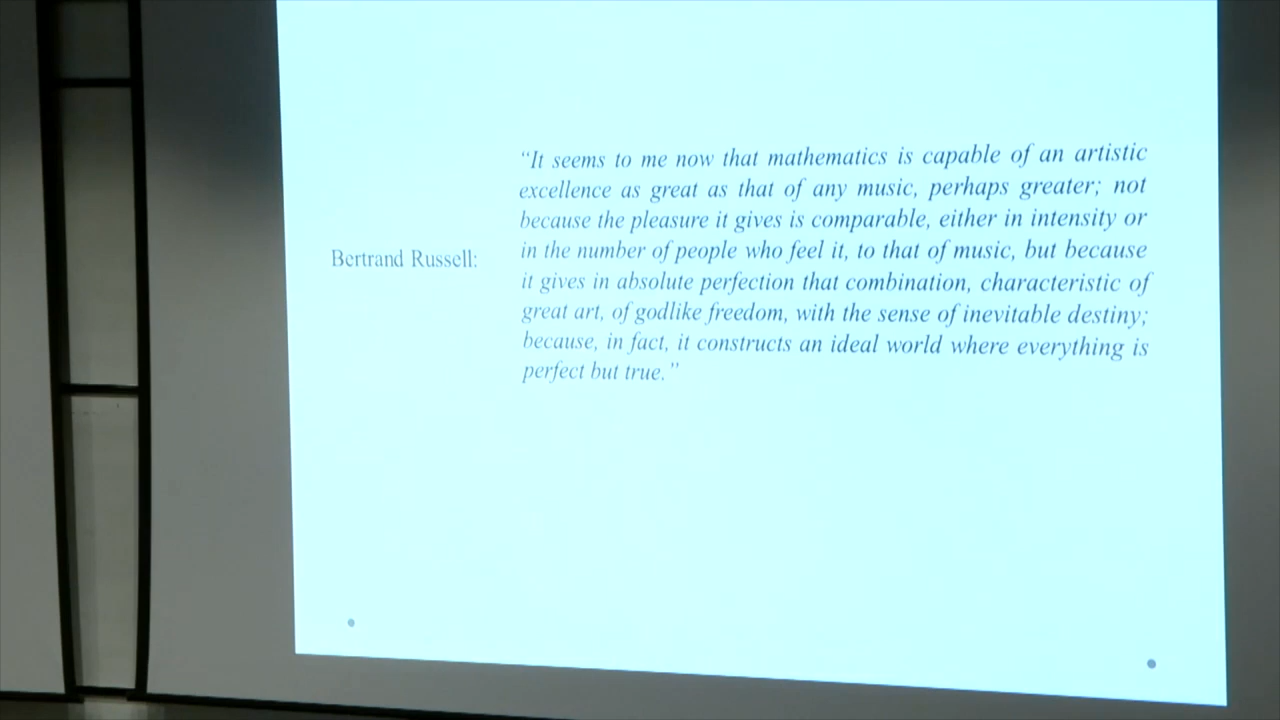 “It seems to me now that mathematics is capable of an artistic
excellence as great as that of any music, perhaps greater; not
because the pleasure it gives is comparable, either in intensity or
Bertrand Russell:
in the number of people who feel it, to that of music, but because
it gives in absolute perfection that combination, characteristic of
great art, of godlike freedom, with the sense of inevitable destiny;
because, in fact, it constructs an ideal world where everything is
perfect but true.”